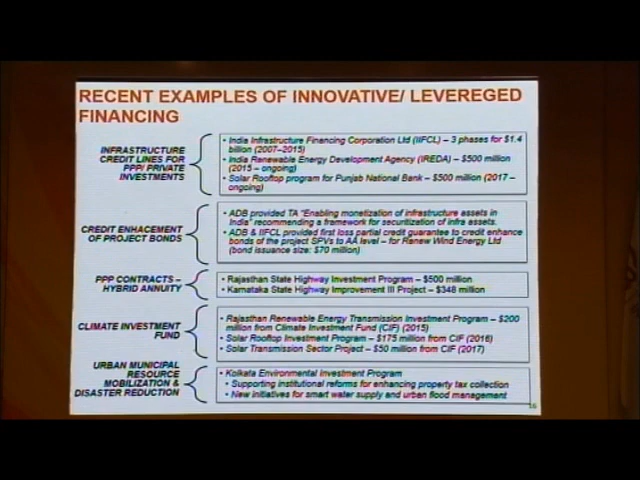 RECENT EXAMPLES OF INNOVATIVE/ LEVEREGED
FINANCING
INFRASTRUCTURE
CREDIT LINES FOR
PPP/ PRIVATE
INVESTMENTS
• India Infrastructure Financing Corporation Ltd (IIFCL) – 3 phases for $1.4
billion (2007–2015)
• India Renewable Energy Development Agency (IREDA) – $500 million
(2015 – ongoing)
• Solar Rooftop program for Punjab National Bank – $500 million (2017 –
ongoing)
CREDIT ENHACEMENT
OF PROJECT BONDS
• ADB provided TA "Enabling monetization of infrastructure assets in
India" recommending a framework for securitization of infra assets.
• ADB & IIFCL provided first loss partial credit guarantee to credit enhance
bonds of the project SPVs to AA level – for Renew Wind Energy Ltd
(bond issuance size: $70 million)
PPP CONTRACTS –
HYBRID ANNUITY
• Rajasthan State Highway Investment Program – $500 million
• Karnataka State Highway Improvement III Project – $348 million
CLIMATE INVESTMENT
FUND
• Rajasthan Renewable Energy Transmission Investment Program – $200
million from Climate Investment Fund (CIF) (2015)
• Solar Rooftop Investment Program – $175 million from CIF (2016)
• Solar Transmission Sector Project – $50 million from CIF (2017)
URBAN MUNICIPAL
RESOURCE
MOBILIZATION &
DISASTER REDUCTION
• Kolkata Environmental Investment Program
• Supporting institutional reforms for enhancing property tax collection
• New initiatives for smart water supply and urban flood management
16